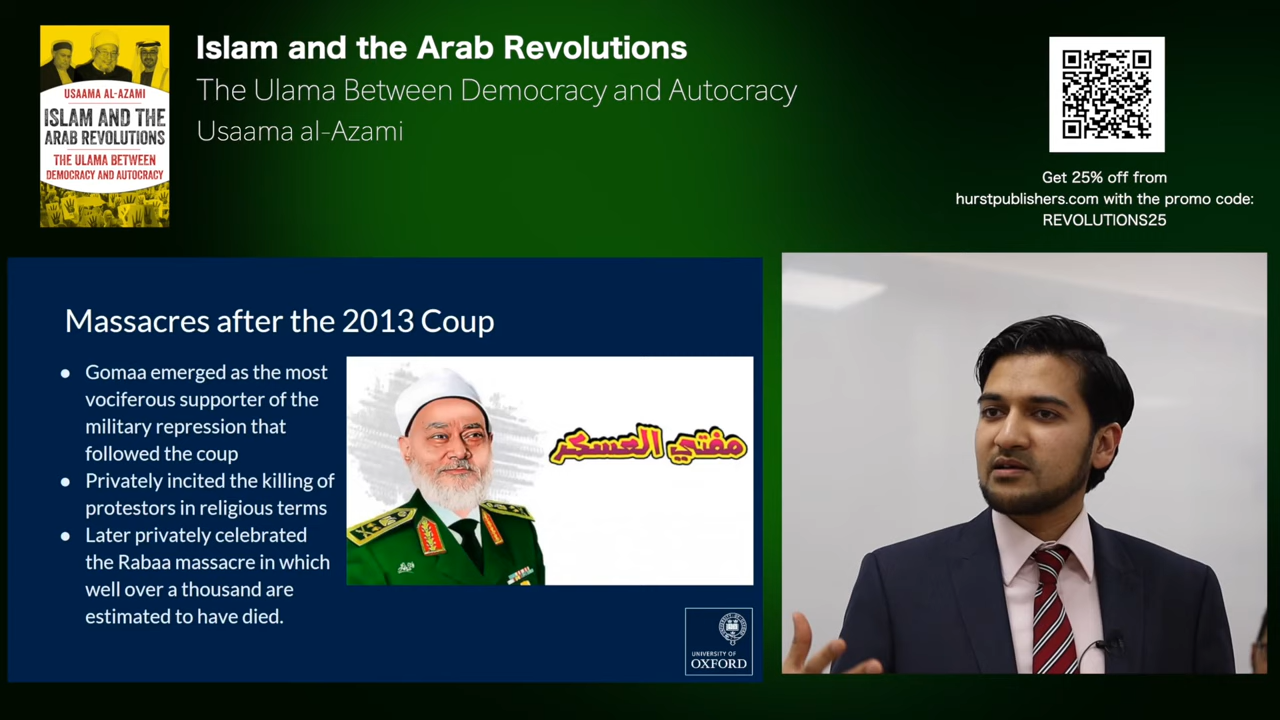 USAAMA AL-AZAMI
ISLAM AND THE
ARAB REVOLUTIONS
THE ULAMA BETWEEN
DEMOCRACY AND AUTOCRACY
Islam and the Arab Revolutions
The Ulama Between Democracy and Autocracy
Usaama al-Azami
Get 25% off from
hurstpublishers.com with the promo code:
REVOLUTIONS25
Massacres after the 2013 Coup
● Gomaa emerged as the most
vociferous supporter of the
military repression that
followed the coup
● Privately incited the killing of
protestors in religious terms
● Later privately celebrated
the Rabaa massacre in which
well over a thousand are
estimated to have died.
مفتي العسكر
UNIVERSITY OF
OXFORD